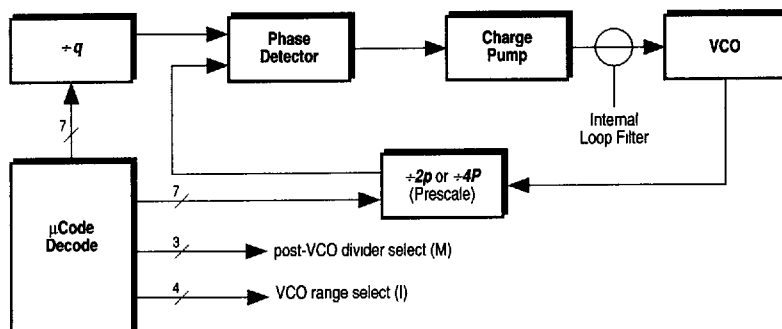 ÷q
Phase
Detector
Charge
Pump
VCO
Internal
Loop Filter
7
÷2p or ÷4P
(Prescale)
7
µCode
Decode
3
post-VCO divider select (M)
4
VCO range select (I)